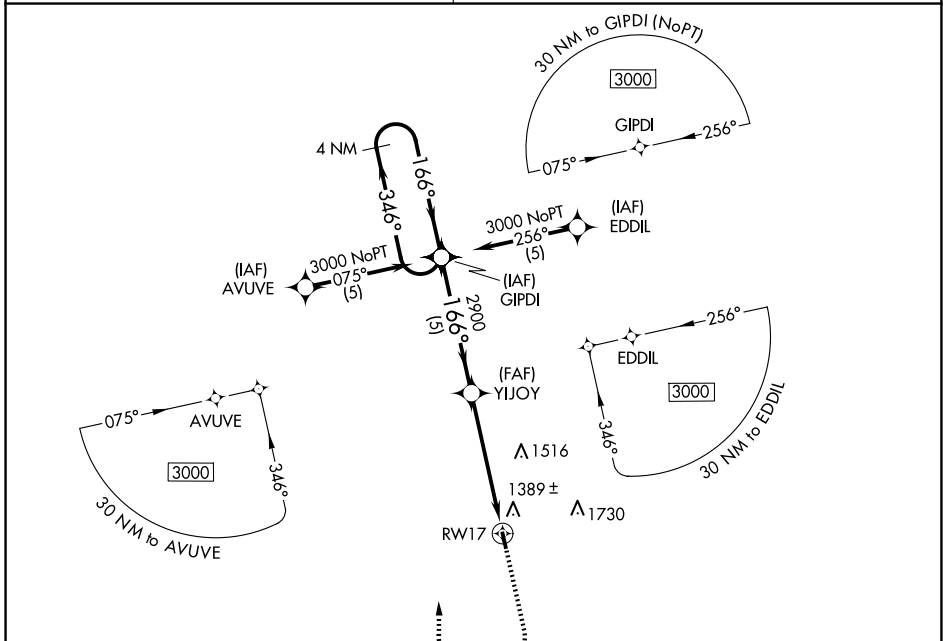 30 NM to GIPDI (NoPT)
3000
GIPDI
075°
256°
4 NM
166°
346°
(IAF)
EDDIL
3000 NoPT
256°
(5)
(IAF)
AVUVE
3000 NoPT
075°
(5)
(IAF)
GIPDI
2900
166°
(5)
(FAF)
YIJOY
256°
EDDIL
3000
346°
30 NM to EDDIL
075°
AVUVE
3000
346°
30 NM to AVUVE
1516
1389 ±
1730
RW17